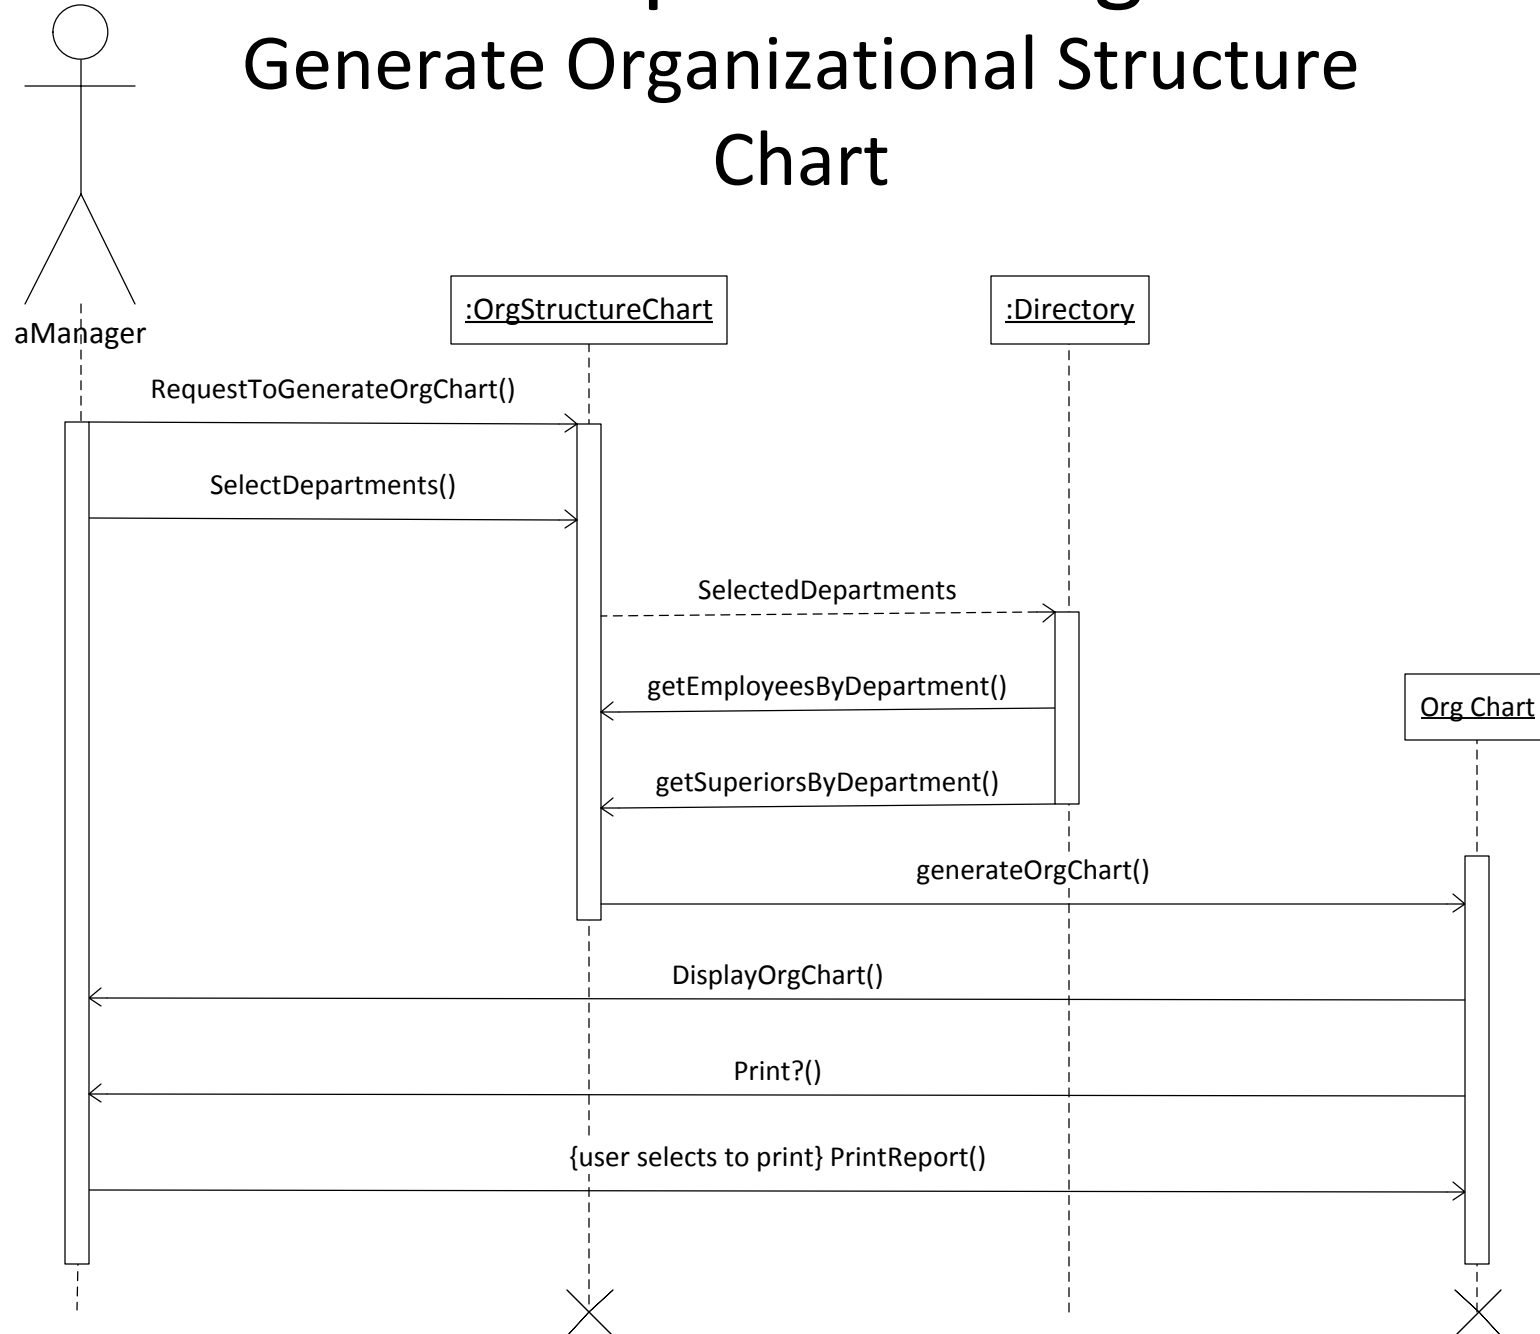 Generate Organizational Structure
Chart
aManager
:OrgStructureChart
:Directory
RequestToGenerateOrgChart()
SelectDepartments()
SelectedDepartments
getEmployeesByDepartment()
Org Chart
getSuperiorsByDepartment()
generateOrgChart()
DisplayOrgChart()
Print?()
{user selects to print} PrintReport()